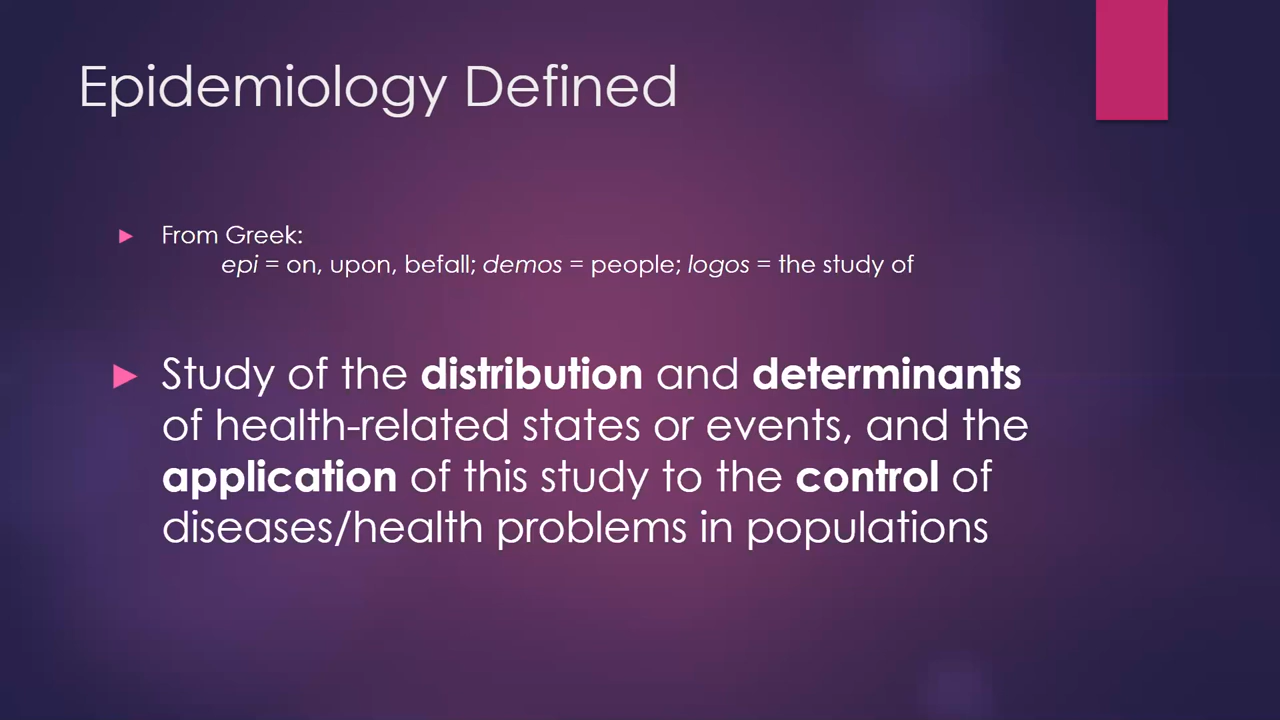 Epidemiology Defined
From Greek:
epi = on, upon, befall; demos = people; logos = the study of
Study of the distribution and determinants
of health-related states or events, and the
application of this study to the control of
diseases/health problems in populations